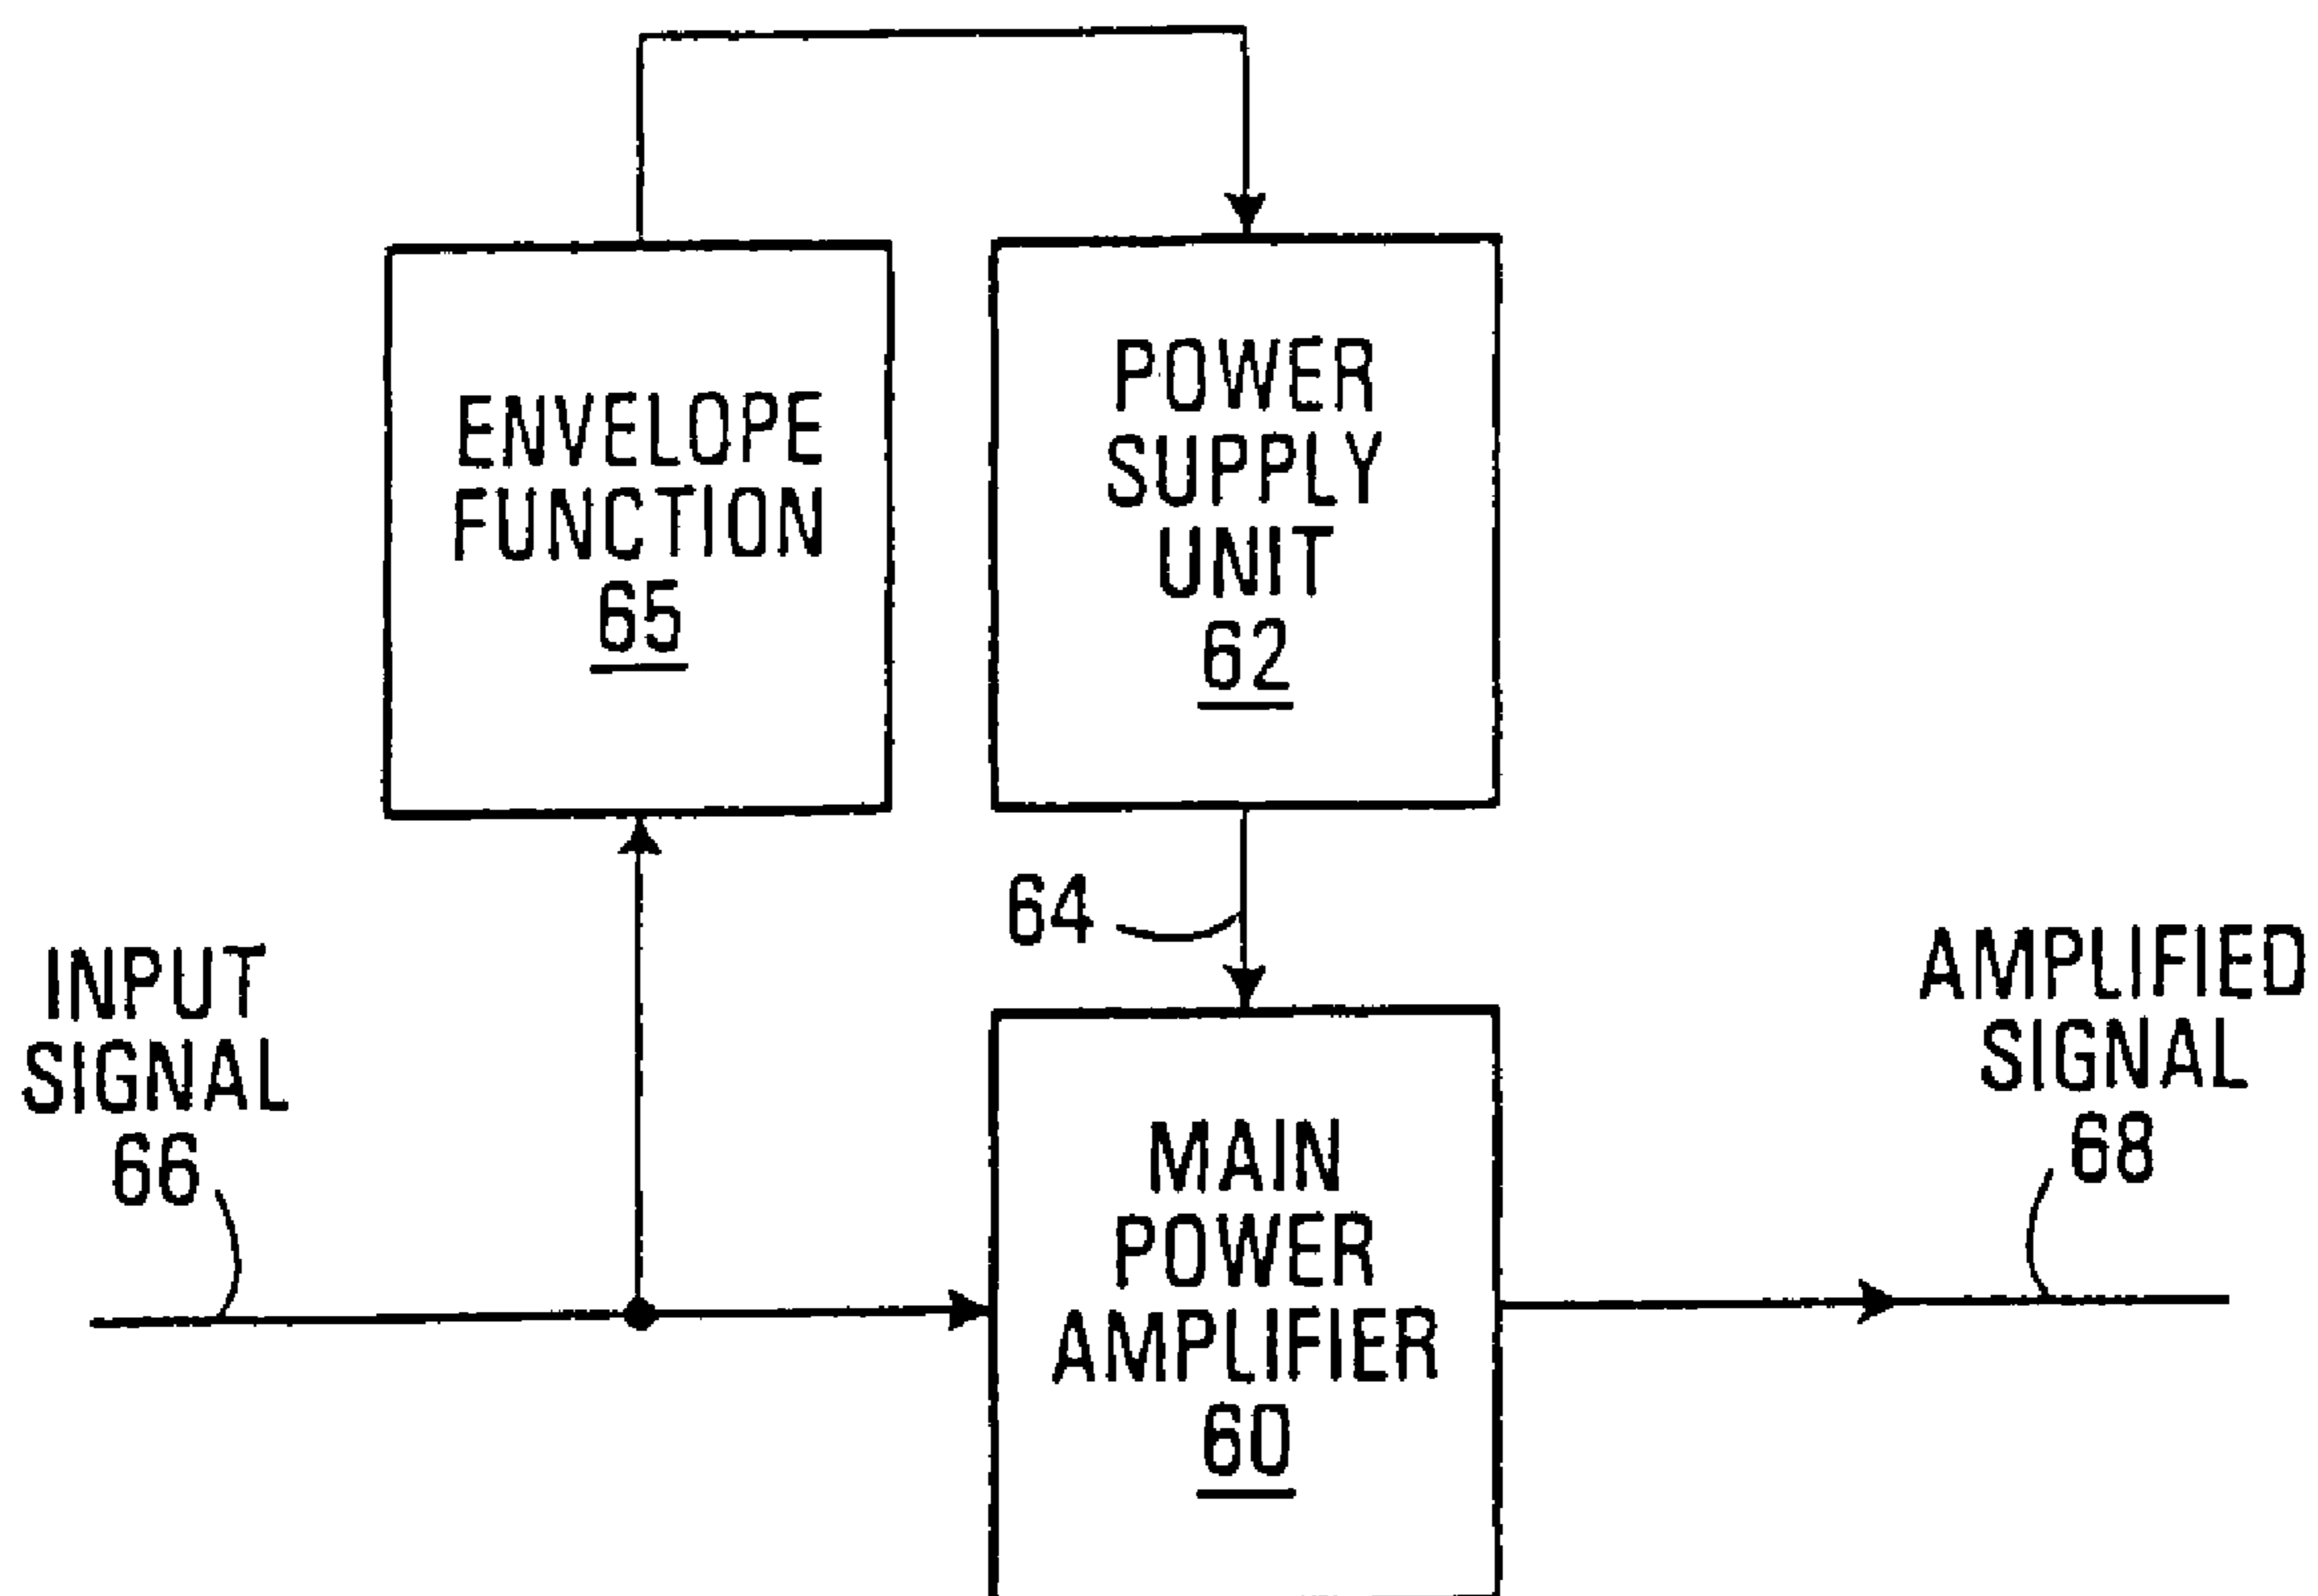 ENVELOPE
FUNCTION
65
POWER
SUPPLY
UNIT
62
64
INPUT
SIGNAL
66
AMPLIFIED
SIGNAL
68
MAIN
POWER
AMPLIFIER
60